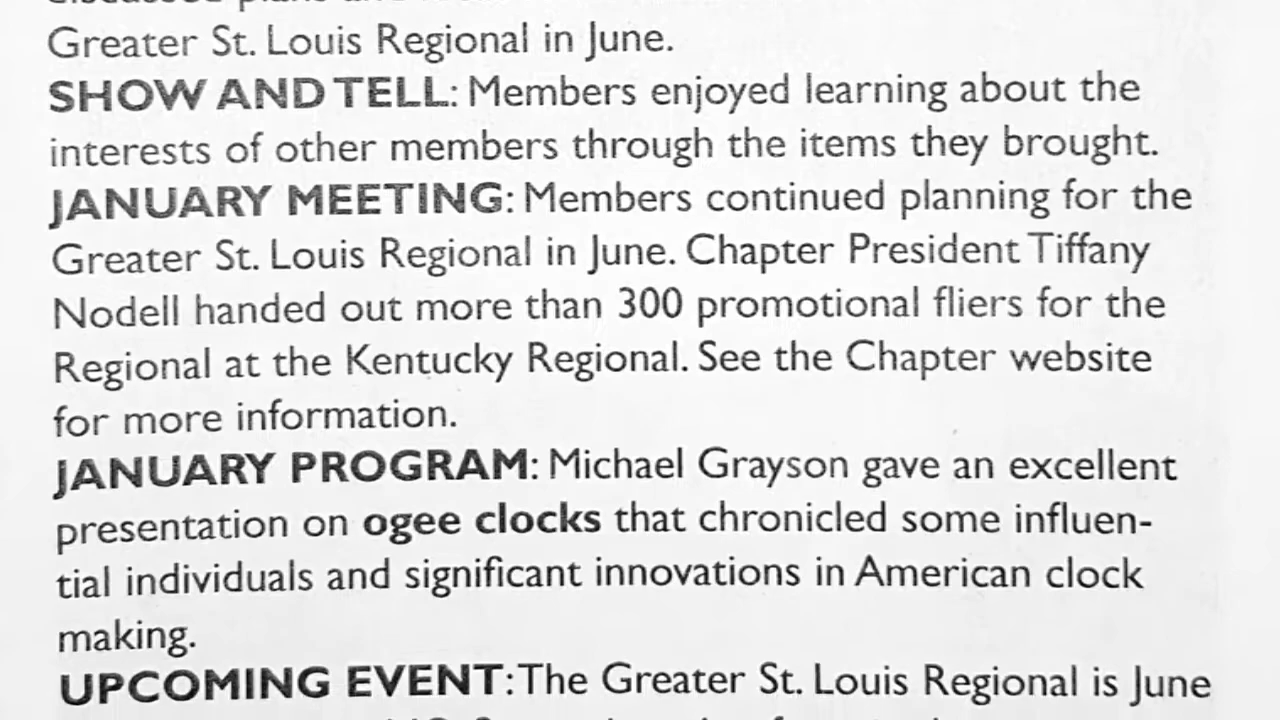 Greater St. Louis Regional in June.
SHOW AND TELL: Members enjoyed learning about the
interests of other members through the items they brought.
JANUARY MEETING: Members continued planning for the
Greater St. Louis Regional in June. Chapter President Tiffany
Nodell handed out more than 300 promotional fliers for the
Regional at the Kentucky Regional. See the Chapter website
for more information.
JANUARY PROGRAM: Michael Grayson gave an excellent
presentation on ogee clocks that chronicled some influen-
tial individuals and significant innovations in American clock
making.
UPCOMING EVENT: The Greater St. Louis Regional is June